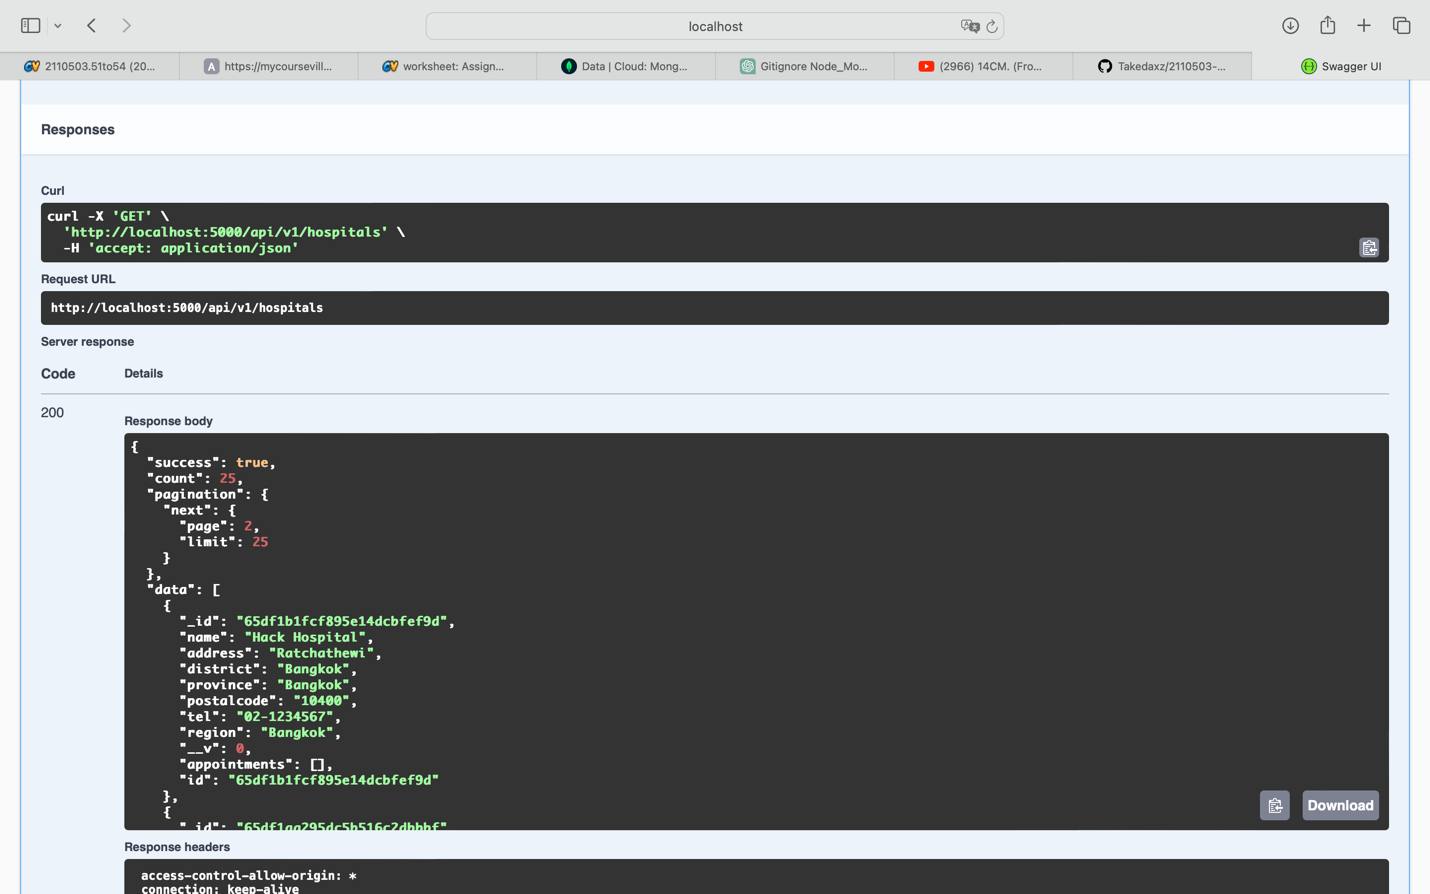 localhost
2110503.51to54 (20...
A https://mycoursevill...
worksheet: Assign...
Data | Cloud: Mong...
Gitignore Node_Mo...
(2966) 14CM. (Fro...
Takedaxz/2110503-...
Swagger UI
Responses
Curl
curl -X 'GET' \
'http://localhost:5000/api/v1/hospitals' \
-H 'accept: application/json'
Request URL
http://localhost:5000/api/v1/hospitals
Server response
Code Details
200
Response body
{
"success": true,
"count": 25,
"pagination": {
"next": {
"page": 2,
"limit": 25
}
},
"data": [
{
"_id": "65df1b1fcf895e14dcbfef9d",
"name": "Hack Hospital",
"address": "Ratchathewi",
"district": "Bangkok",
"province": "Bangkok",
"postalcode": "10400",
"tel": "02-1234567",
"region": "Bangkok",
"__v": 0,
"appointments": [],
"id": "65df1b1fcf895e14dcbfef9d"
},
{
"_id":
Download
Response headers
access-control-allow-origin: *
connection: keep-alive